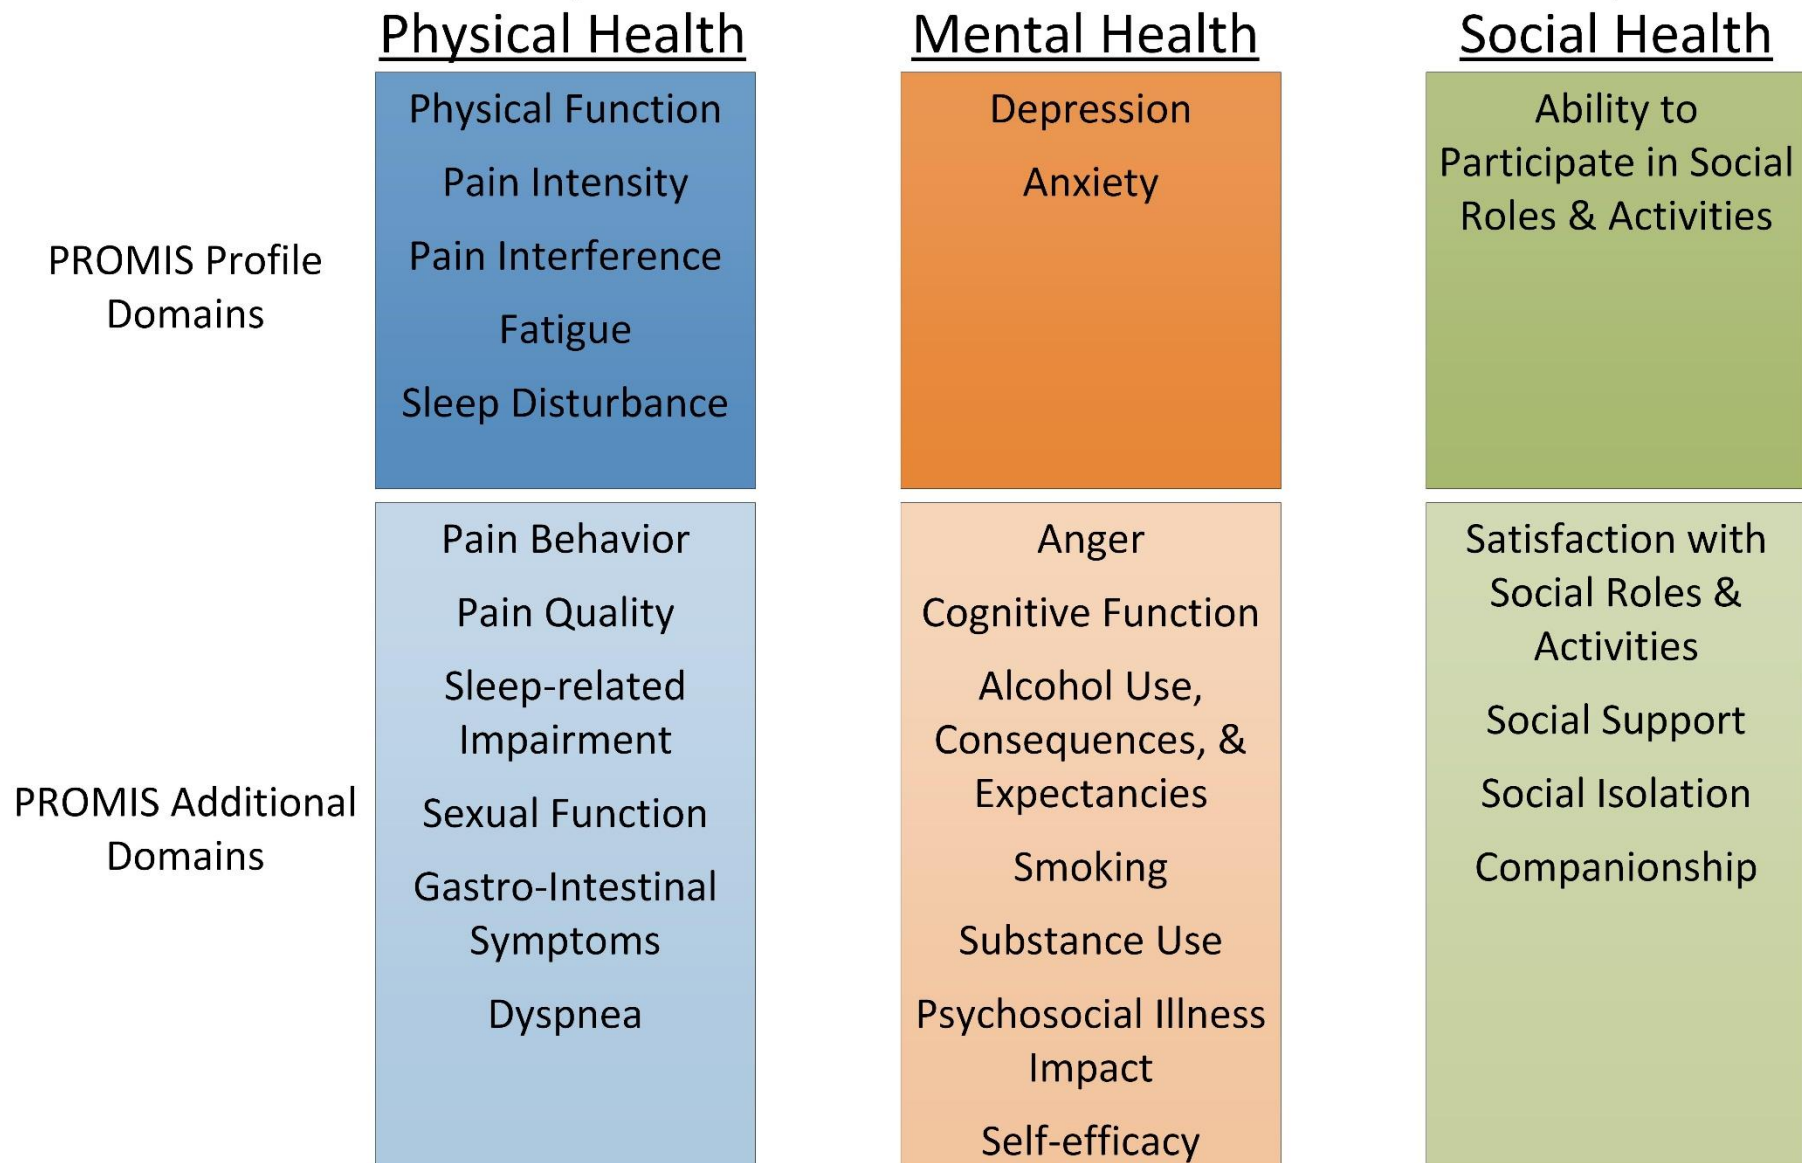 Physical Health
Mental Health
Social Health
PROMIS Profile
Domains
Physical Function
Pain Intensity
Pain Interference
Fatigue
Sleep Disturbance
Depression
Anxiety
Ability to
Participate in Social
Roles & Activities
PROMIS Additional
Domains
Pain Behavior
Pain Quality
Sleep-related
Impairment
Sexual Function
Gastro-Intestinal
Symptoms
Dyspnea
Anger
Cognitive Function
Alcohol Use,
Consequences, &
Expectancies
Smoking
Substance Use
Psychosocial Illness
Impact
Self-efficacy
Satisfaction with
Social Roles &
Activities
Social Support
Social Isolation
Companionship